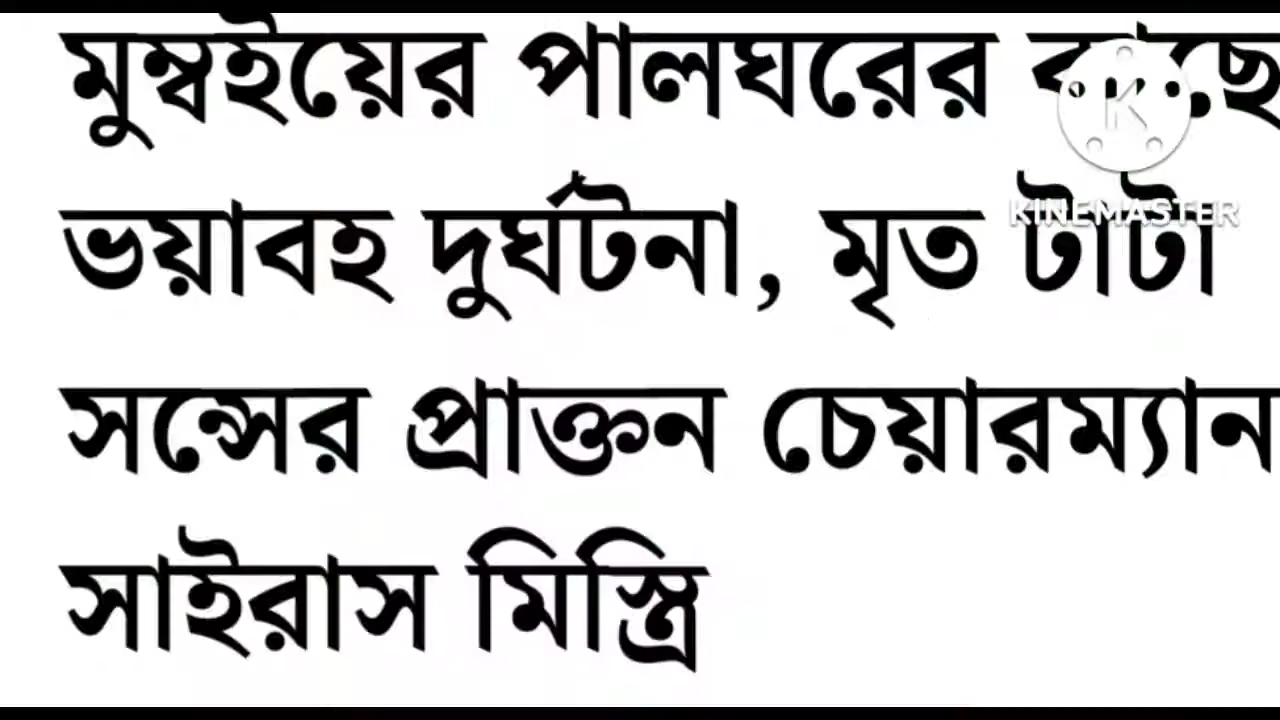 মুম্বইয়ের পালঘরের কাছে
ভয়াবহ দুর্ঘটনা, মৃত টাটা
সন্সের প্রাক্তন চেয়ারম্যান
সাইরাস মিস্ত্রি
KINEMASTER